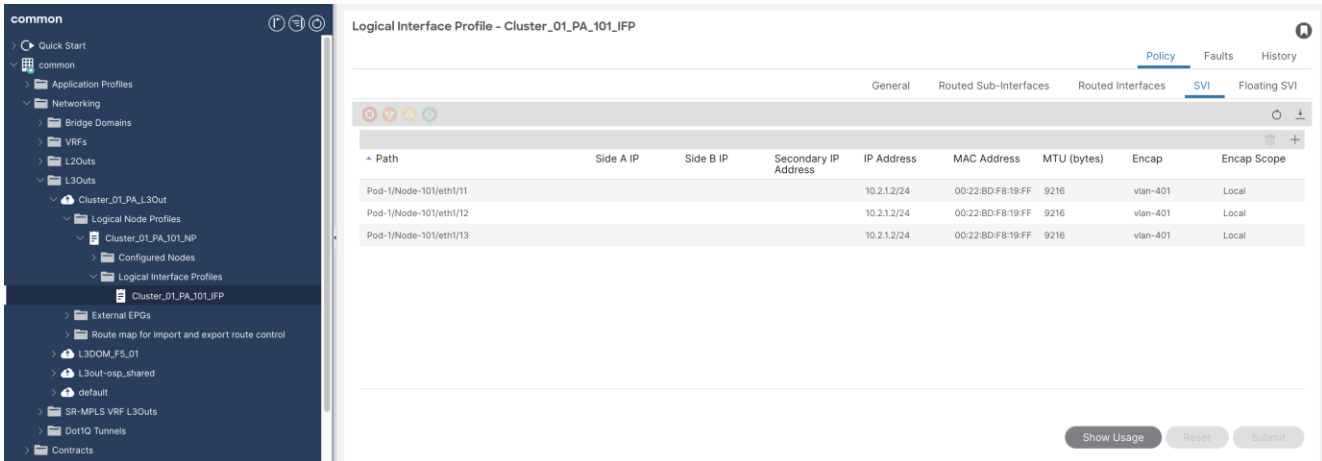 common
Quick Start
common
Application Profiles
Networking
Bridge Domains
VRFs
L2Outs
L3Outs
Cluster_01_PA_L3Out
Logical Node Profiles
Cluster_01_PA_101_NP
Configured Nodes
Logical Interface Profiles
Cluster_01_PA_101_IFP
External EPGs
Route map for import and export route control
L3DOM_F5_01
L3out-osp_shared
default
SR-MPLS VRF L3Outs
Dot1Q Tunnels
Contracts
Logical Interface Profile - Cluster_01_PA_101_IFP
Policy Faults History
General Routed Sub-Interfaces Routed Interfaces SVI Floating SVI
Path Side A IP Side B IP Secondary IP Address IP Address MAC Address MTU (bytes) Encap Encap Scope
Pod-1/Node-101/eth1/11 10.2.1.2/24 00:22:BD:F8:19:FF 9216 vlan-401 Local
Pod-1/Node-101/eth1/12 10.2.1.2/24 00:22:BD:F8:19:FF 9216 vlan-401 Local
Pod-1/Node-101/eth1/13 10.2.1.2/24 00:22:BD:F8:19:FF 9216 vlan-401 Local
Show Usage Reset Submit